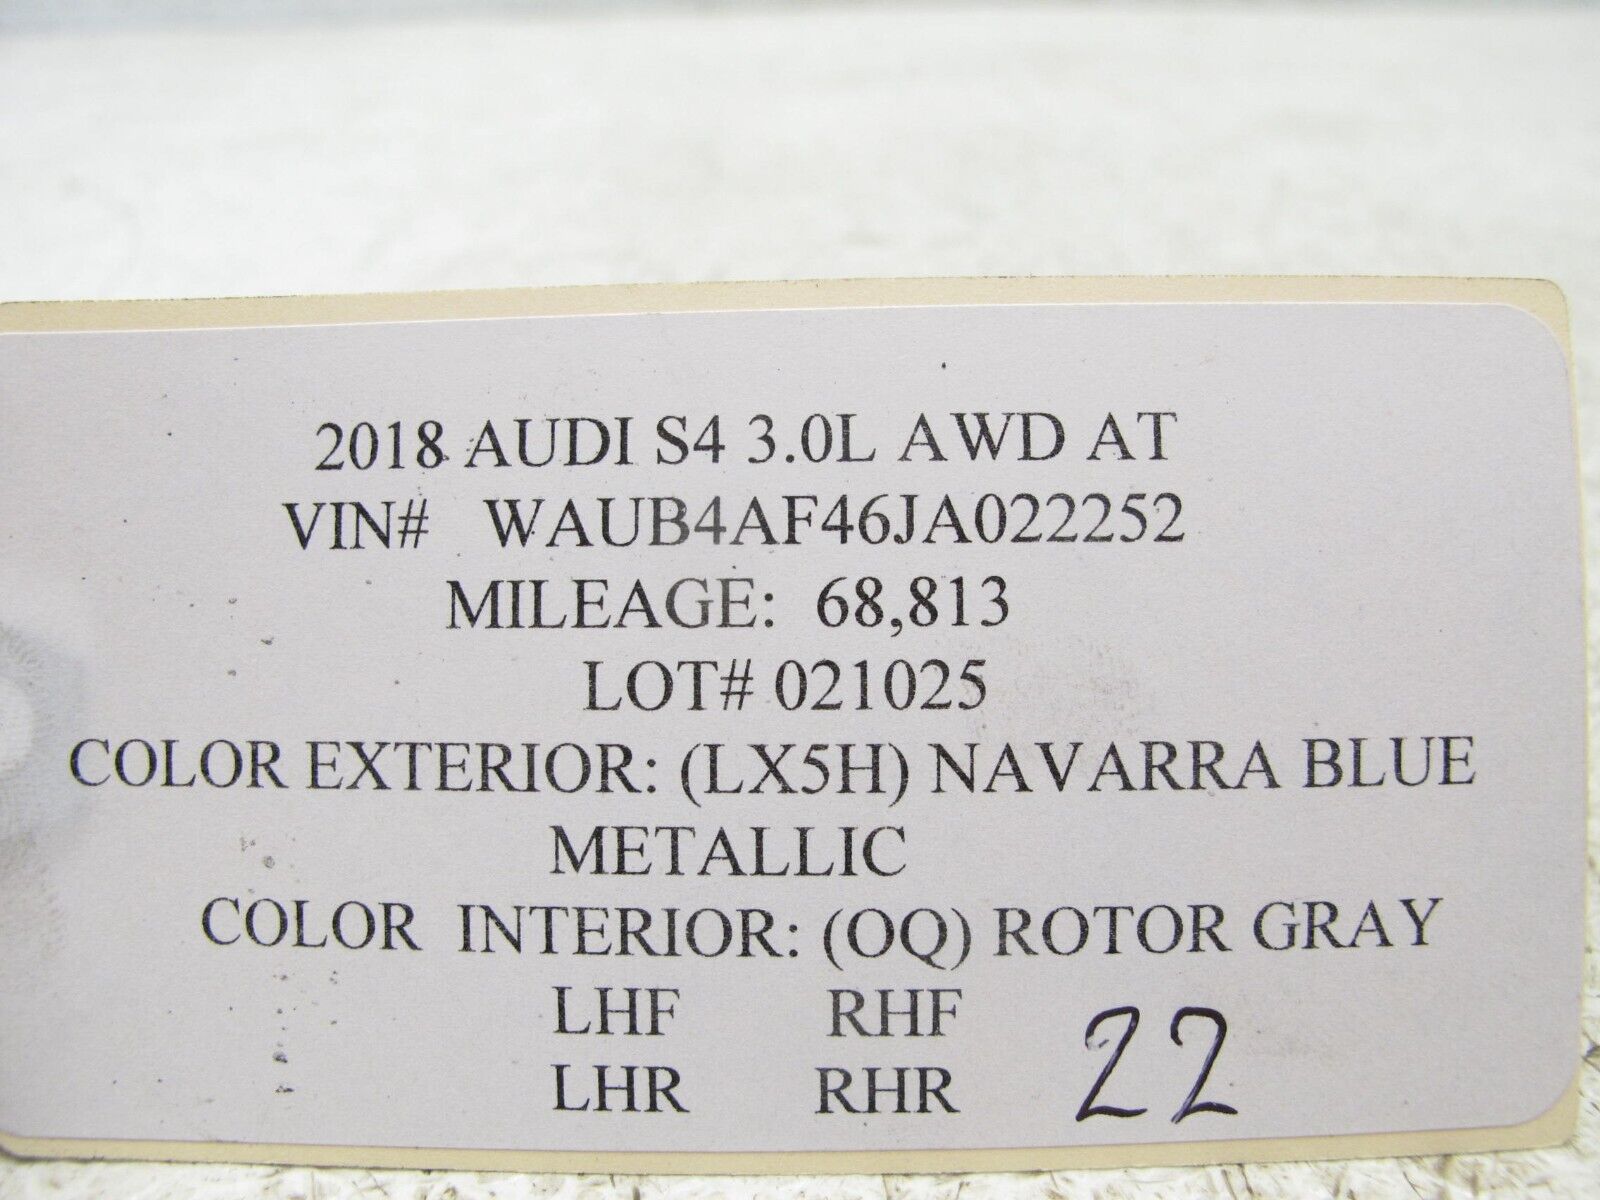 2018 AUDI S4 3.0L AWD AT
VIN# WAUB4AF46JA022252
MILEAGE: 68,813
LOT# 021025
COLOR EXTERIOR: (LX5H) NAVARRA BLUE
METALLIC
COLOR INTERIOR: (OQ) ROTOR GRAY
LHF RHF
LHR RHR 22